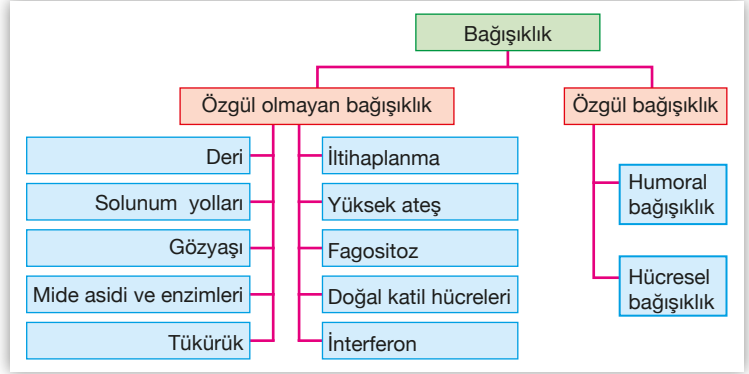 Bağışıklık
Özgül olmayan bağışıklık
Özgül bağışıklık
Deri
Solunum yolları
Gözyaşı
Mide asidi ve enzimleri
Tükürük
İltihaplanma
Yüksek ateş
Fagositoz
Doğal katil hücreleri
İnterferon
Humoral
bağışıklık
Hücresel
bağışıklık